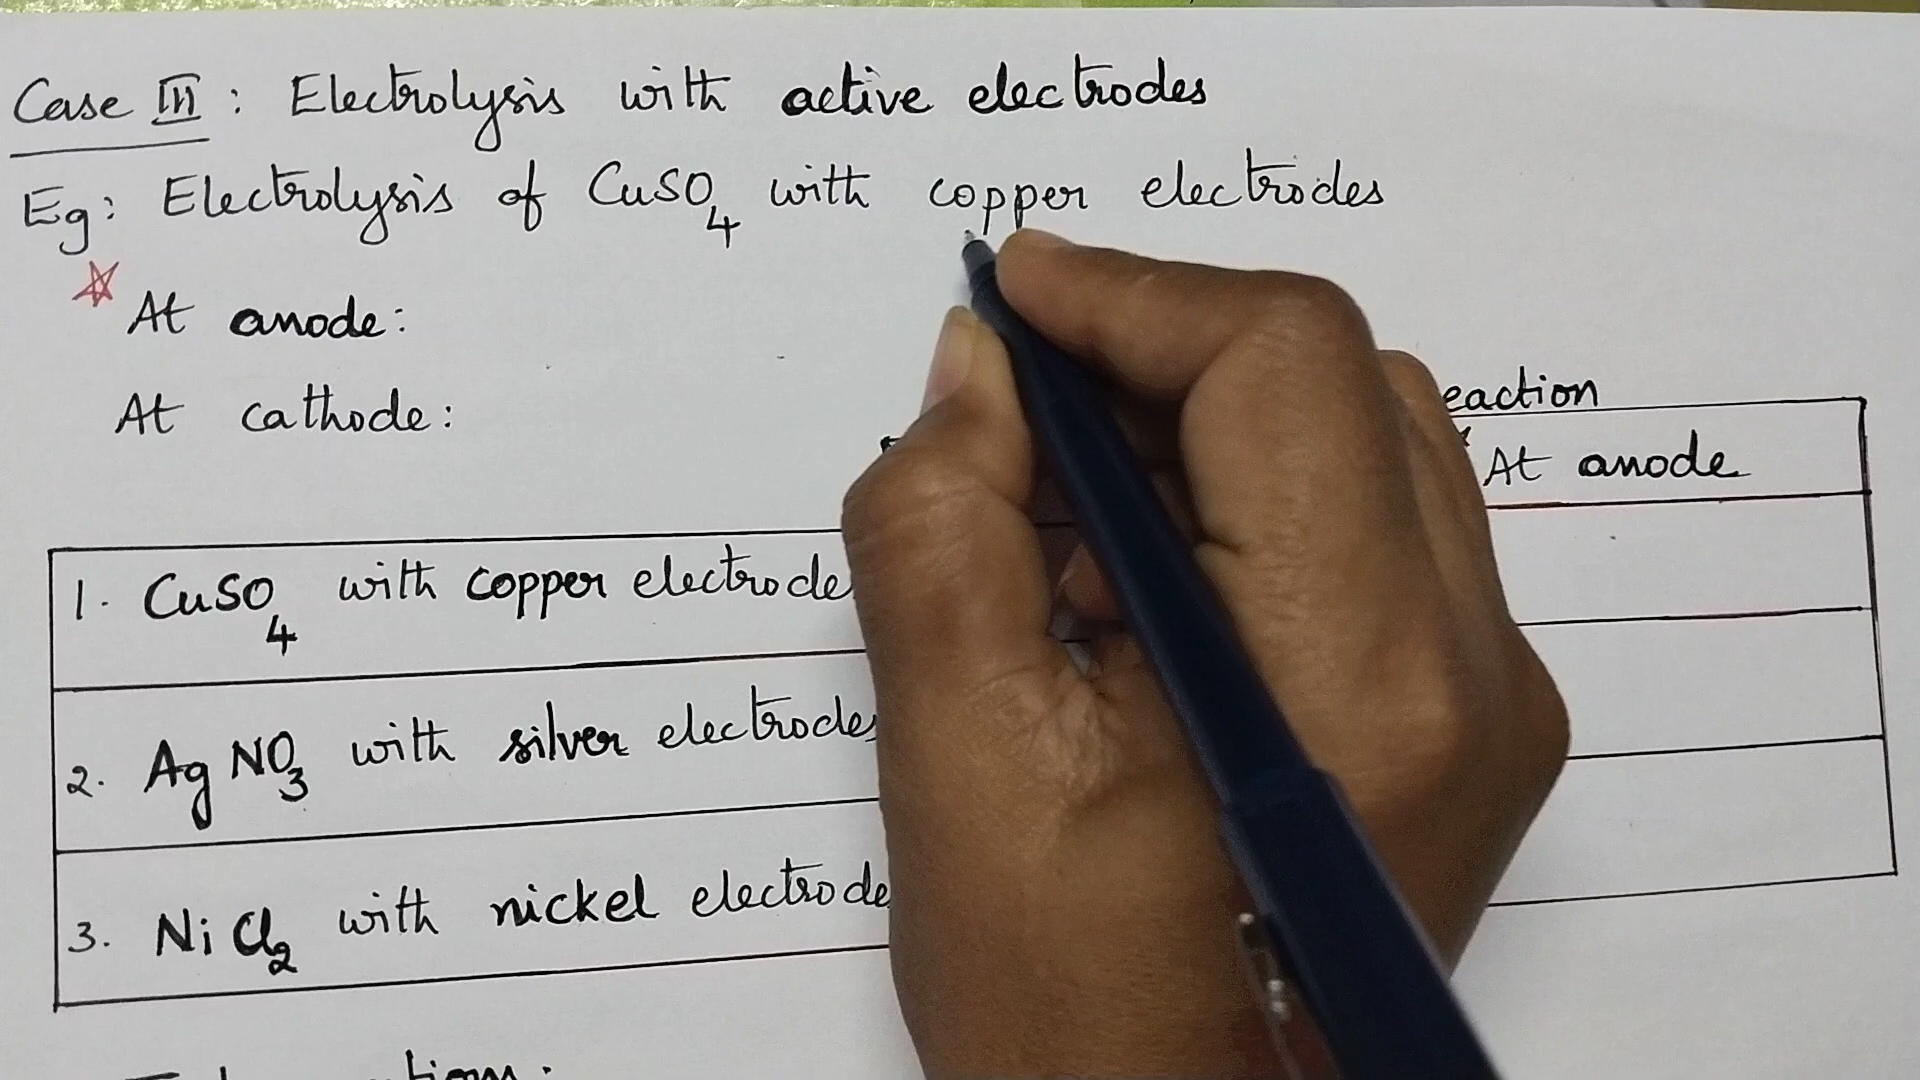 Case III : Electrolysis with active electrodes
Eg: Electrolysis of CuSO4 with copper electrodes
At anode:
At cathode:
eaction
At anode
1. CuSO4 with copper electrode
2. AgNO3 with silver electrodes
3. NiCl2 with nickel electrode